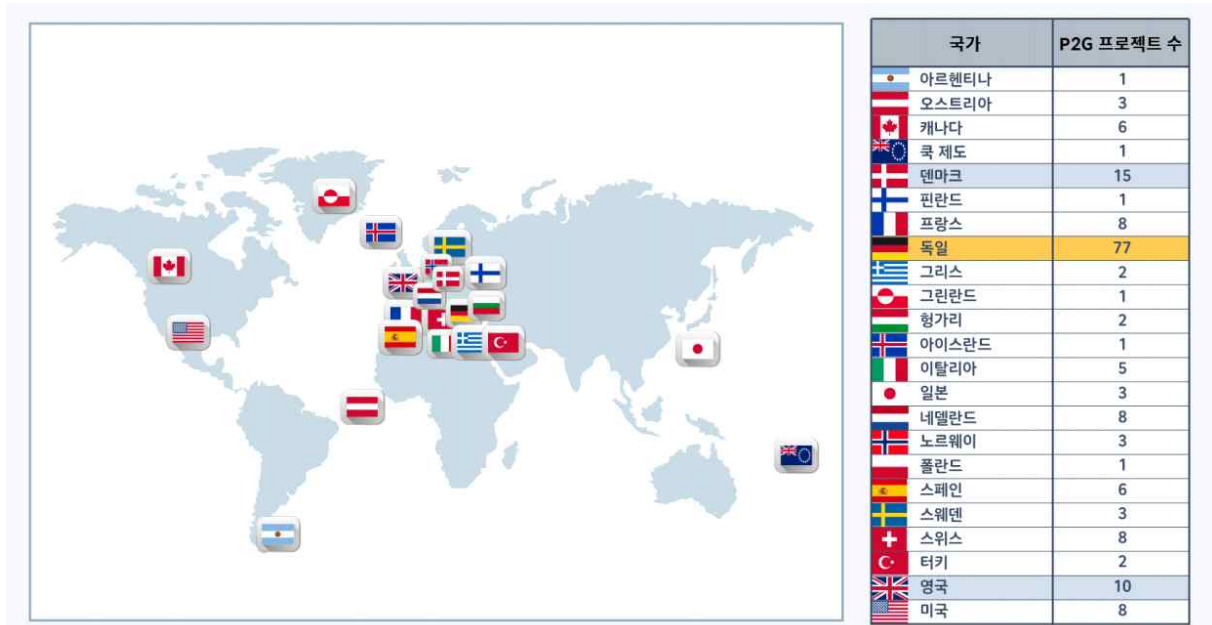 국가 P2G 프로젝트 수
아르헨티나 1
오스트리아 3
캐나다 6
쿡 제도 1
덴마크 15
핀란드 1
프랑스 8
독일 77
그리스 2
그린란드 1
헝가리 2
아이스란드 1
이탈리아 5
일본 3
네델란드 8
노르웨이 3
폴란드 1
스페인 6
스웨덴 3
스위스 8
터키 2
영국 10
미국 8